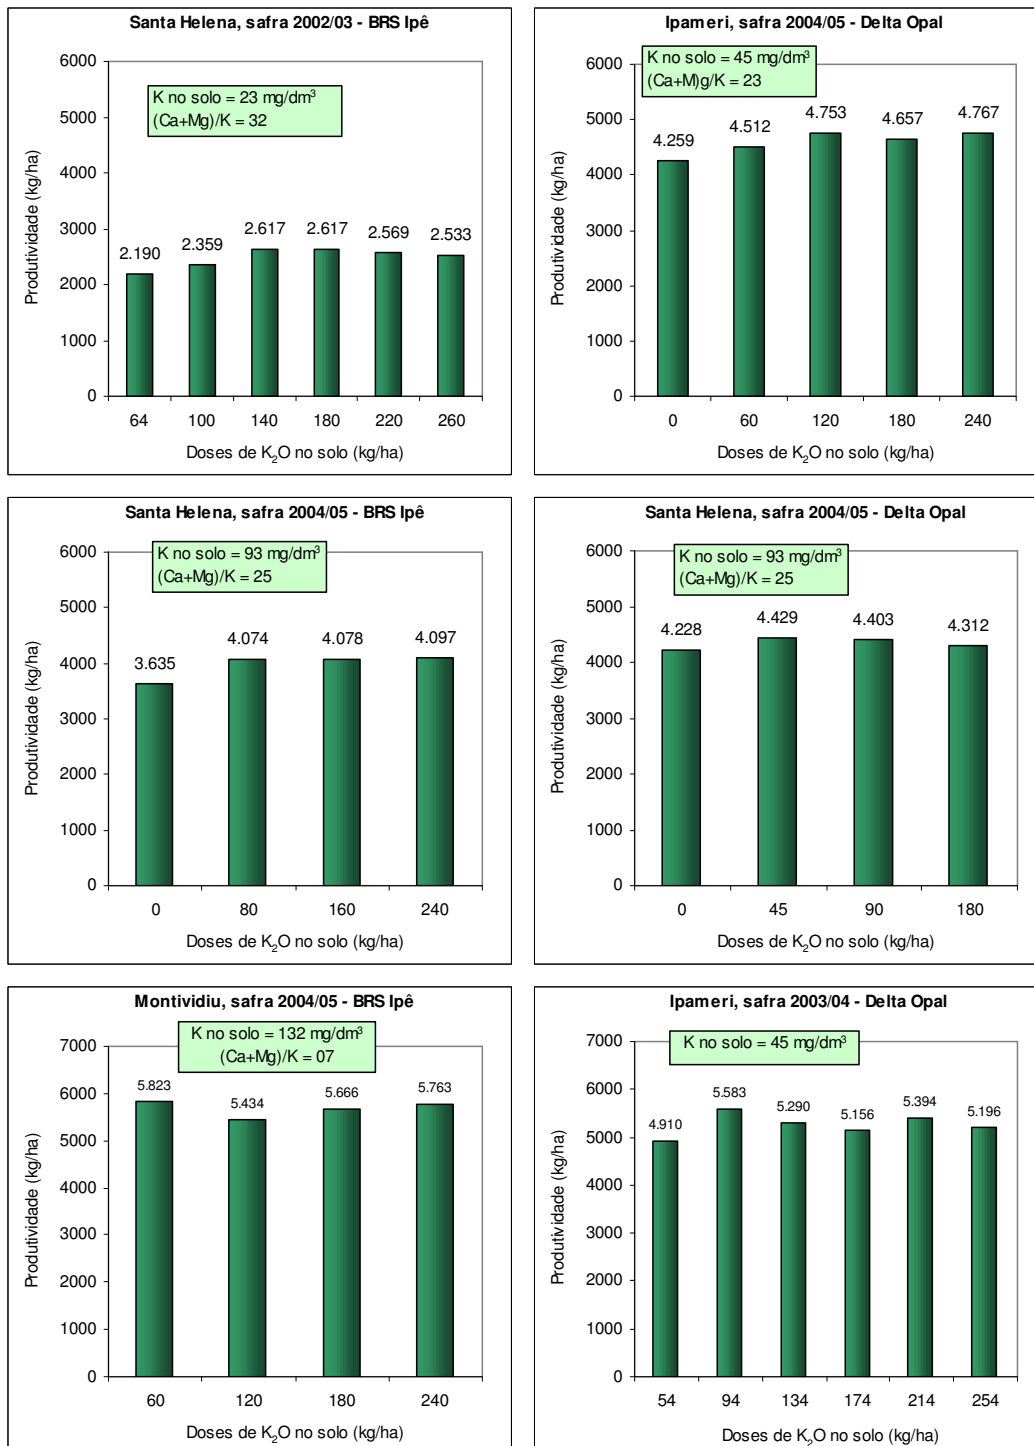 Santa Helena, safra 2002/03 - BRS Ipê
6000
5000
4000
3000
2000
1000
0
Produtividade (kg/ha)
K no solo = 23 mg/dm³
(Ca+Mg)/K = 32
2.190
2.359
2.617
2.617
2.569
2.533
64 100 140 180 220 260
Doses de K₂O no solo (kg/ha)
Ipameri, safra 2004/05 - Delta Opal
6000
5000
4000
3000
2000
1000
0
Produtividade (kg/ha)
K no solo = 45 mg/dm³
(Ca+M)g/K = 23
4.259
4.512
4.753
4.657
4.767
0 60 120 180 240
Doses de K₂O no solo (kg/ha)
Santa Helena, safra 2004/05 - BRS Ipê
6000
5000
4000
3000
2000
1000
0
Produtividade (kg/ha)
K no solo = 93 mg/dm³
(Ca+Mg)/K = 25
3.635
4.074
4.078
4.097
0 80 160 240
Doses de K₂O no solo (kg/ha)
Santa Helena, safra 2004/05 - Delta Opal
6000
5000
4000
3000
2000
1000
0
Produtividade (kg/ha)
K no solo = 93 mg/dm³
(Ca+Mg)/K = 25
4.228
4.429
4.403
4.312
0 45 90 180
Doses de K₂O no solo (kg/ha)
Montividiu, safra 2004/05 - BRS Ipê
7000
6000
5000
4000
3000
2000
1000
0
Produtividade (kg/ha)
K no solo = 132 mg/dm³
(Ca+Mg)/K = 07
5.823
5.434
5.666
5.763
60 120 180 240
Doses de K₂O no solo (kg/ha)
Ipameri, safra 2003/04 - Delta Opal
7000
6000
5000
4000
3000
2000
1000
0
Produtividade (kg/ha)
K no solo = 45 mg/dm³
4.910
5.583
5.290
5.156
5.394
5.196
54 94 134 174 214 254
Doses de K₂O no solo (kg/ha)